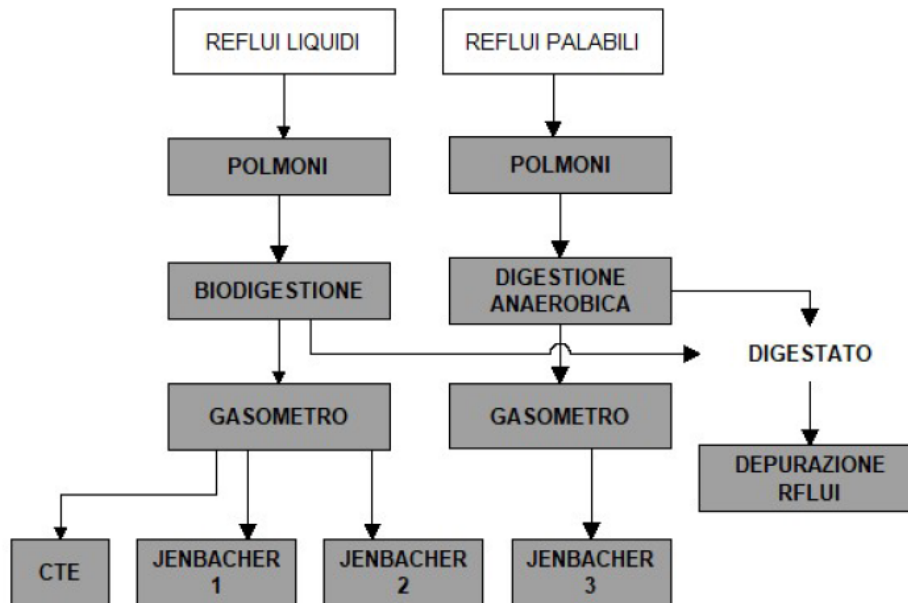 REFLUI LIQUIDI
REFLUI PALABILI
POLMONI
POLMONI
BIODIGESTIONE
DIGESTIONE
ANAEROBICA
DIGESTATO
GASOMETRO
GASOMETRO
DEPURAZIONE
RFLUI
CTE
JENBACHER
1
JENBACHER
2
JENBACHER
3